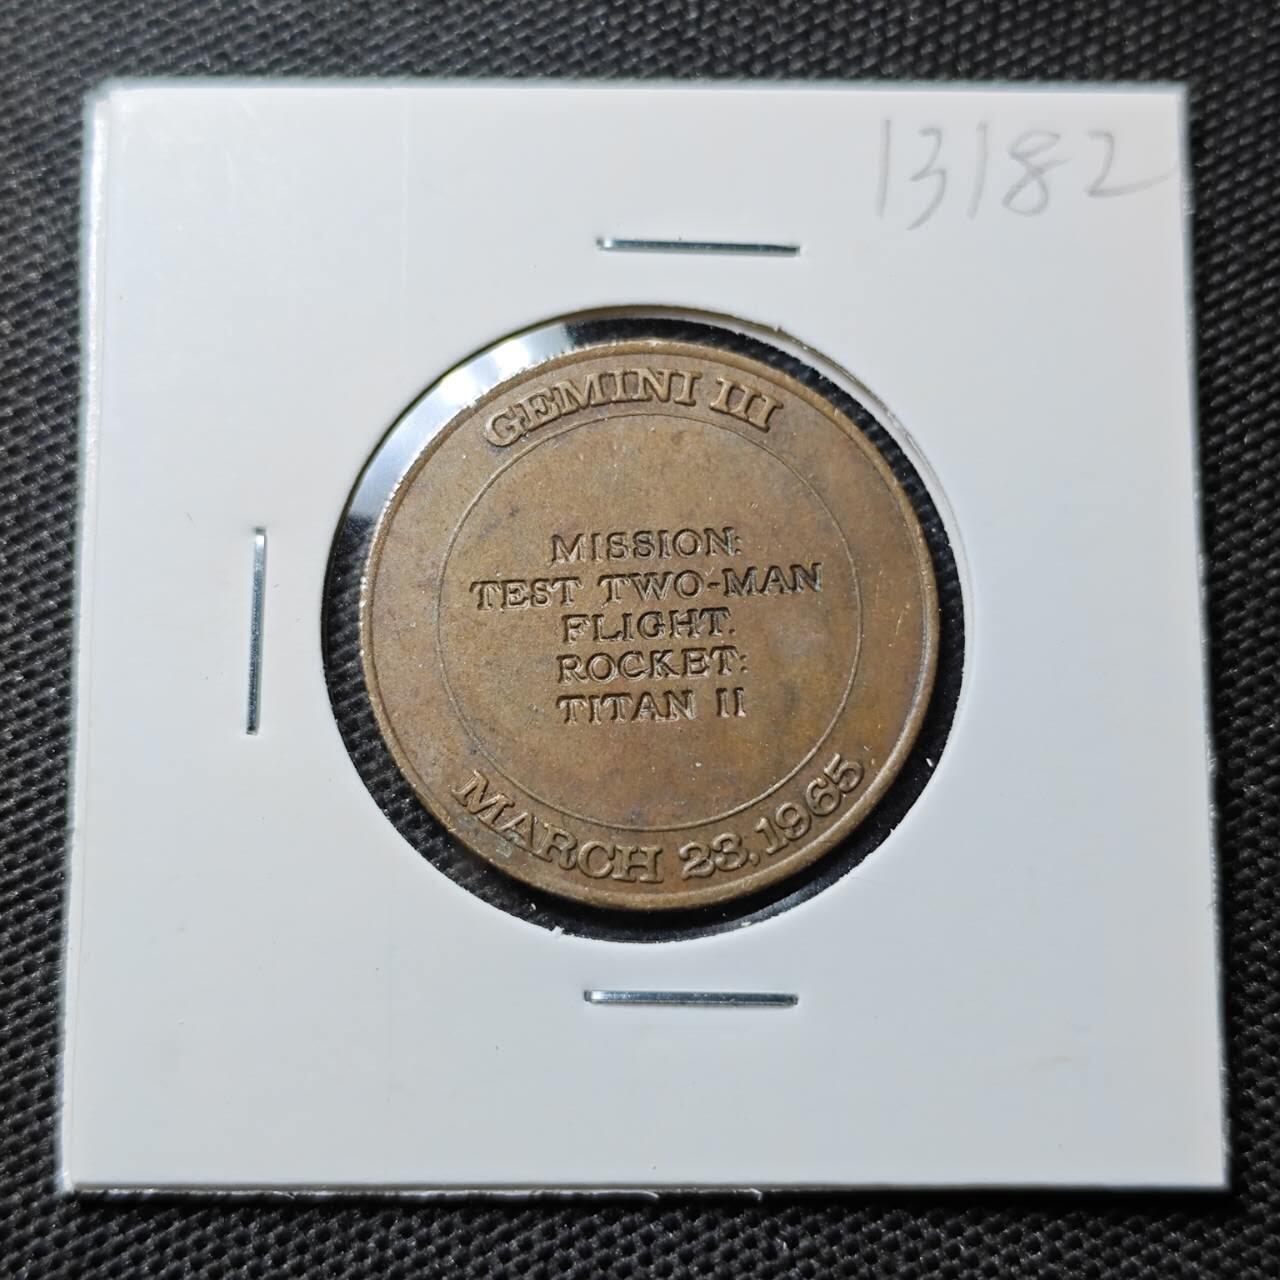 13182
GEMINI III
MISSION:
TEST TWO-MAN
FLIGHT.
ROCKET:
TITAN II
MARCH 23, 1965